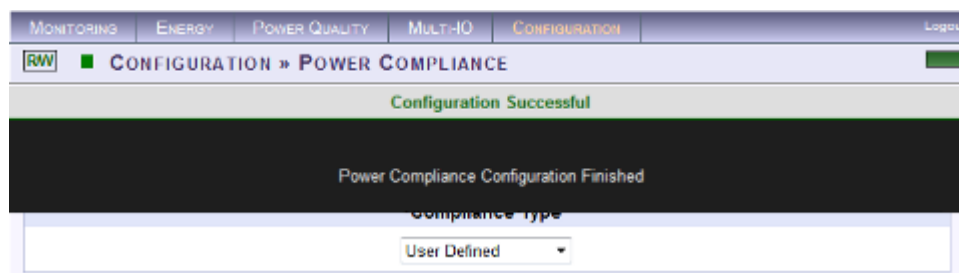 MONITORING ENERGY POWER QUALITY MULTI-IO CONFIGURATION
RW CONFIGURATION » POWER COMPLIANCE
Configuration Successful
Power Compliance Configuration Finished
Compliance Type
User Defined